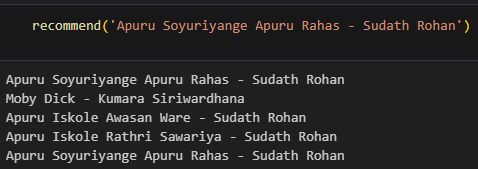 recommend('Apuru Soyuriyange Apuru Rahas - Sudath Rohan')
Apuru Soyuriyange Apuru Rahas - Sudath Rohan
Moby Dick - Kumara Siriwardhana
Apuru Iskole Awasan Ware - Sudath Rohan
Apuru Iskole Rathri Sawariya - Sudath Rohan
Apuru Soyuriyange Apuru Rahas - Sudath Rohan